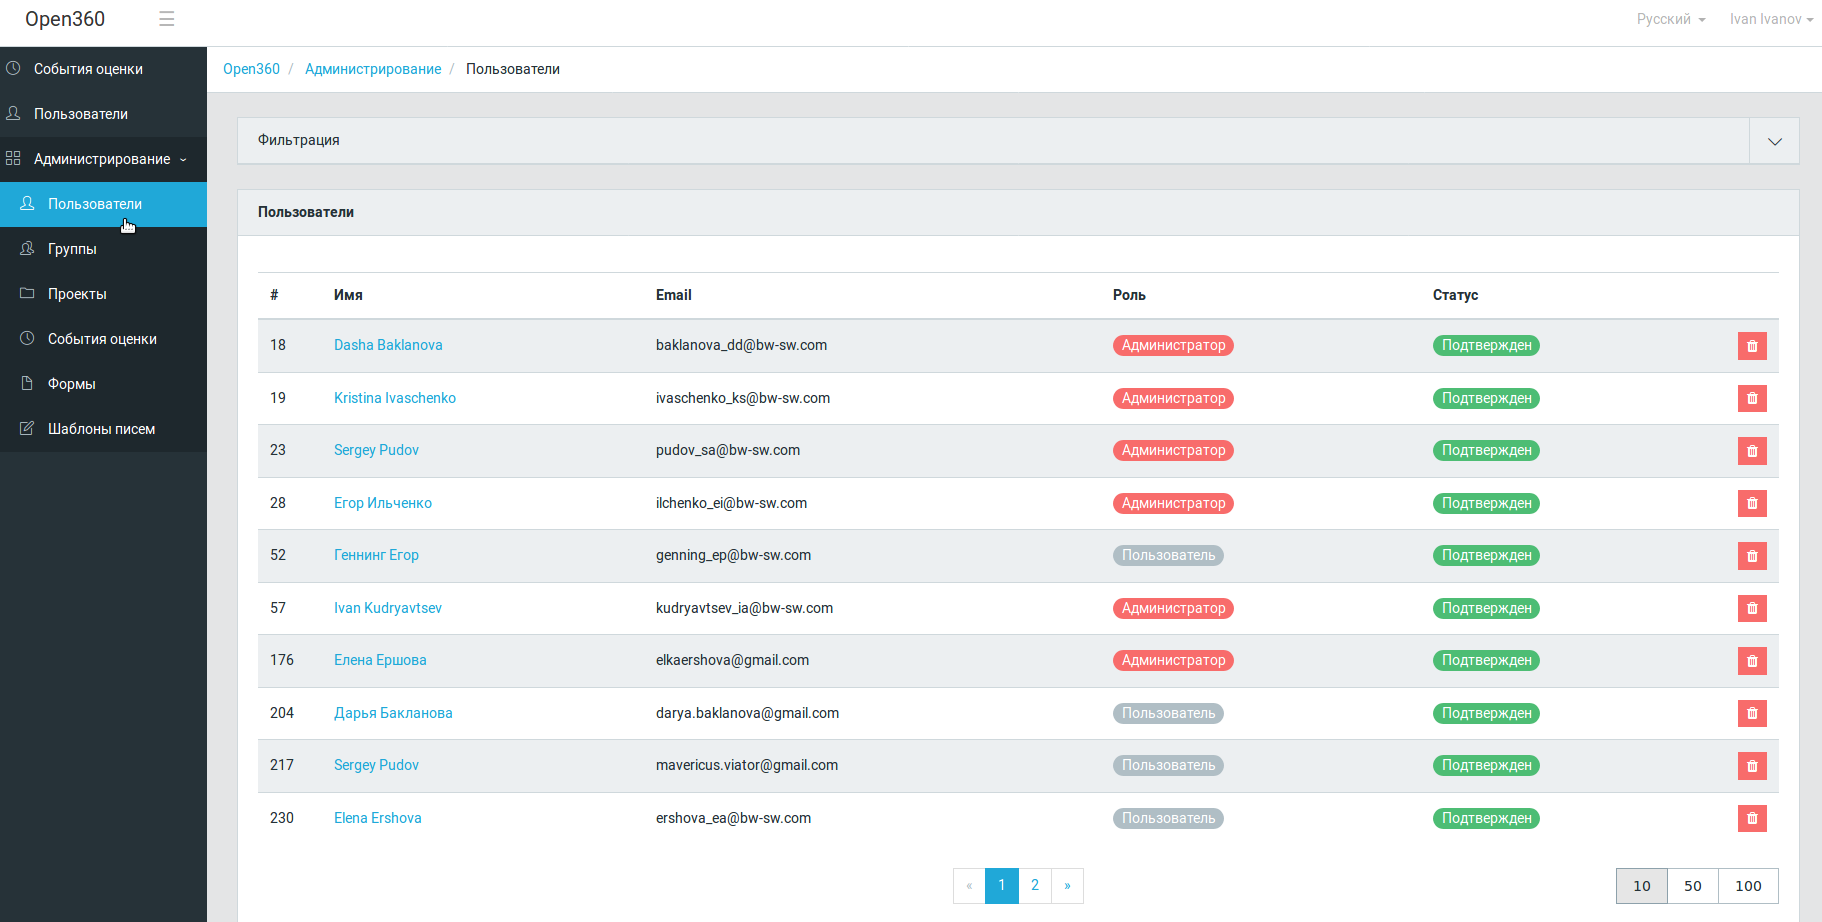 Open360
Русский
Ivan Ivanov
События оценки
Пользователи
Администрирование
Пользователи
Группы
Проекты
События оценки
Формы
Шаблоны писем
Open360 / Администрирование / Пользователи
Фильтрация
Пользователи
# Имя Email Роль Статус
18 Dasha Baklanova baklanova_dd@bw-sw.com Администратор Подтвержден
19 Kristina Ivaschenko ivaschenko_ks@bw-sw.com Администратор Подтвержден
23 Sergey Pudov pudov_sa@bw-sw.com Администратор Подтвержден
28 Егор Ильченко ilchenko_ei@bw-sw.com Администратор Подтвержден
52 Геннинг Егор genning_ep@bw-sw.com Пользователь Подтвержден
57 Ivan Kudryavtsev kudryavtsev_ia@bw-sw.com Администратор Подтвержден
176 Елена Ершова elkaershova@gmail.com Администратор Подтвержден
204 Дарья Бакланова darya.baklanova@gmail.com Пользователь Подтвержден
217 Sergey Pudov mavericus.viator@gmail.com Пользователь Подтвержден
230 Elena Ershova ershova_ea@bw-sw.com Пользователь Подтвержден
« 1 2 »
10 50 100